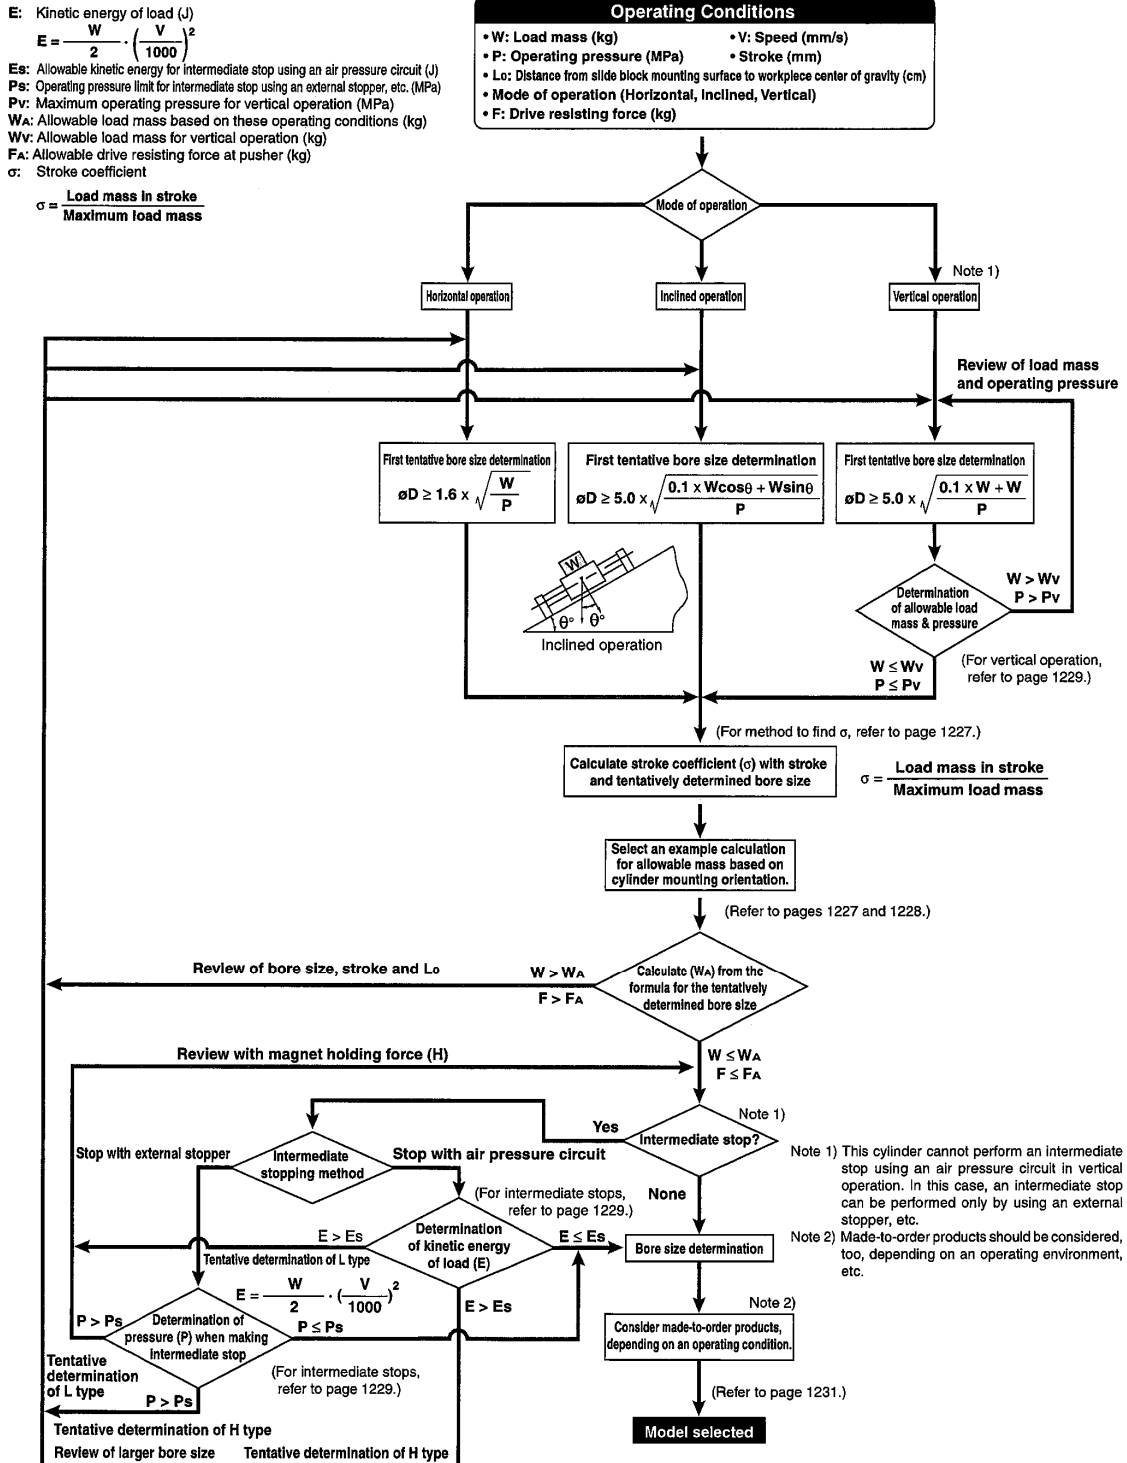 E: Kinetic energy of load (J)
E = W/2 · (V/1000)²
Es: Allowable kinetic energy for intermediate stop using an air pressure circuit (J)
Ps: Operating pressure limit for intermediate stop using an external stopper, etc. (MPa)
Pv: Maximum operating pressure for vertical operation (MPa)
WA: Allowable load mass based on these operating conditions (kg)
Wv: Allowable load mass for vertical operation (kg)
FA: Allowable drive resisting force at pusher (kg)
σ: Stroke coefficient
σ = Load mass in stroke / Maximum load mass
Operating Conditions
• W: Load mass (kg) • V: Speed (mm/s)
• P: Operating pressure (MPa) • Stroke (mm)
• Lo: Distance from slide block mounting surface to workpiece center of gravity (cm)
• Mode of operation (Horizontal, Inclined, Vertical)
• F: Drive resisting force (kg)
Mode of operation
Note 1)
Horizontal operation
Inclined operation
Vertical operation
Review of load mass
and operating pressure
First tentative bore size determination
øD ≥ 1.6 x √(W/P)
First tentative bore size determination
øD ≥ 5.0 x √((0.1 x Wcosθ + Wsinθ)/P)
First tentative bore size determination
øD ≥ 5.0 x √((0.1 x W + W)/P)
W
θ° θ°
Inclined operation
Determination
of allowable load
mass & pressure
W > Wv
P > Pv
W ≤ Wv
P ≤ Pv
(For vertical operation,
refer to page 1229.)
(For method to find σ, refer to page 1227.)
Calculate stroke coefficient (σ) with stroke
and tentatively determined bore size
σ = Load mass in stroke / Maximum load mass
Select an example calculation
for allowable mass based on
cylinder mounting orientation.
(Refer to pages 1227 and 1228.)
Calculate (WA) from the
formula for the tentatively
determined bore size
Review of bore size, stroke and Lo
W > WA
F > FA
Review with magnet holding force (H)
W ≤ WA
F ≤ FA
Note 1)
Intermediate stop?
Yes
None
Stop with external stopper
Intermediate
stopping method
Stop with air pressure circuit
(For intermediate stops,
refer to page 1229.)
Determination
of kinetic energy
of load (E)
E > Es
Tentative determination of L type
E ≤ Es
Bore size determination
E = W/2 · (V/1000)²
E > Es
Determination of
pressure (P) when making
intermediate stop
P > Ps
P ≤ Ps
Tentative
determination
of L type
(For intermediate stops,
refer to page 1229.)
P > Ps
Tentative determination of H type
Review of larger bore size
Tentative determination of H type
Note 2)
Consider made-to-order products,
depending on an operating condition.
(Refer to page 1231.)
Model selected
Note 1) This cylinder cannot perform an intermediate
stop using an air pressure circuit in vertical
operation. In this case, an intermediate stop
can be performed only by using an external
stopper, etc.
Note 2) Made-to-order products should be considered,
too, depending on an operating environment,
etc.